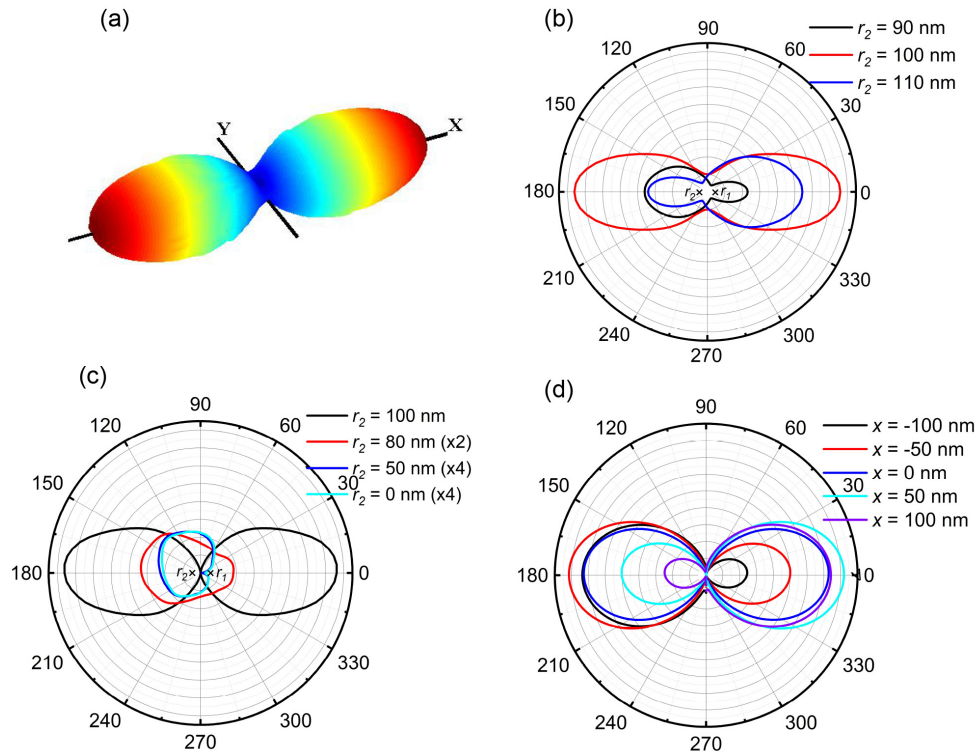 (a)
Y
X
(b)
90
120
60
150
30
180
0
210
330
240
300
270
r2 = 90 nm
r2 = 100 nm
r2 = 110 nm
r2 × × r1
(c)
90
120
60
150
30
180
0
210
330
240
300
270
r2 = 100 nm
r2 = 80 nm (x2)
r2 = 50 nm (x4)
r2 = 0 nm (x4)
r2 × × r1
(d)
90
120
60
150
30
180
0
210
330
240
300
270
x = -100 nm
x = -50 nm
x = 0 nm
x = 50 nm
x = 100 nm